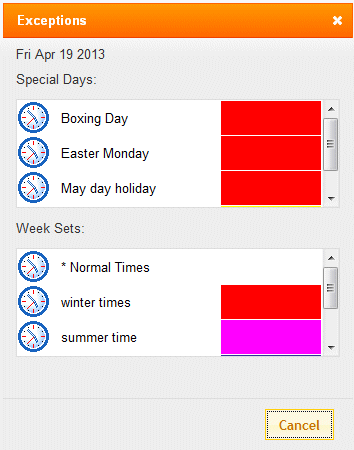 Exceptions
Fri Apr 19 2013
Special Days:
Boxing Day
Easter Monday
May day holiday
Week Sets:
* Normal Times
winter times
summer time
Cancel